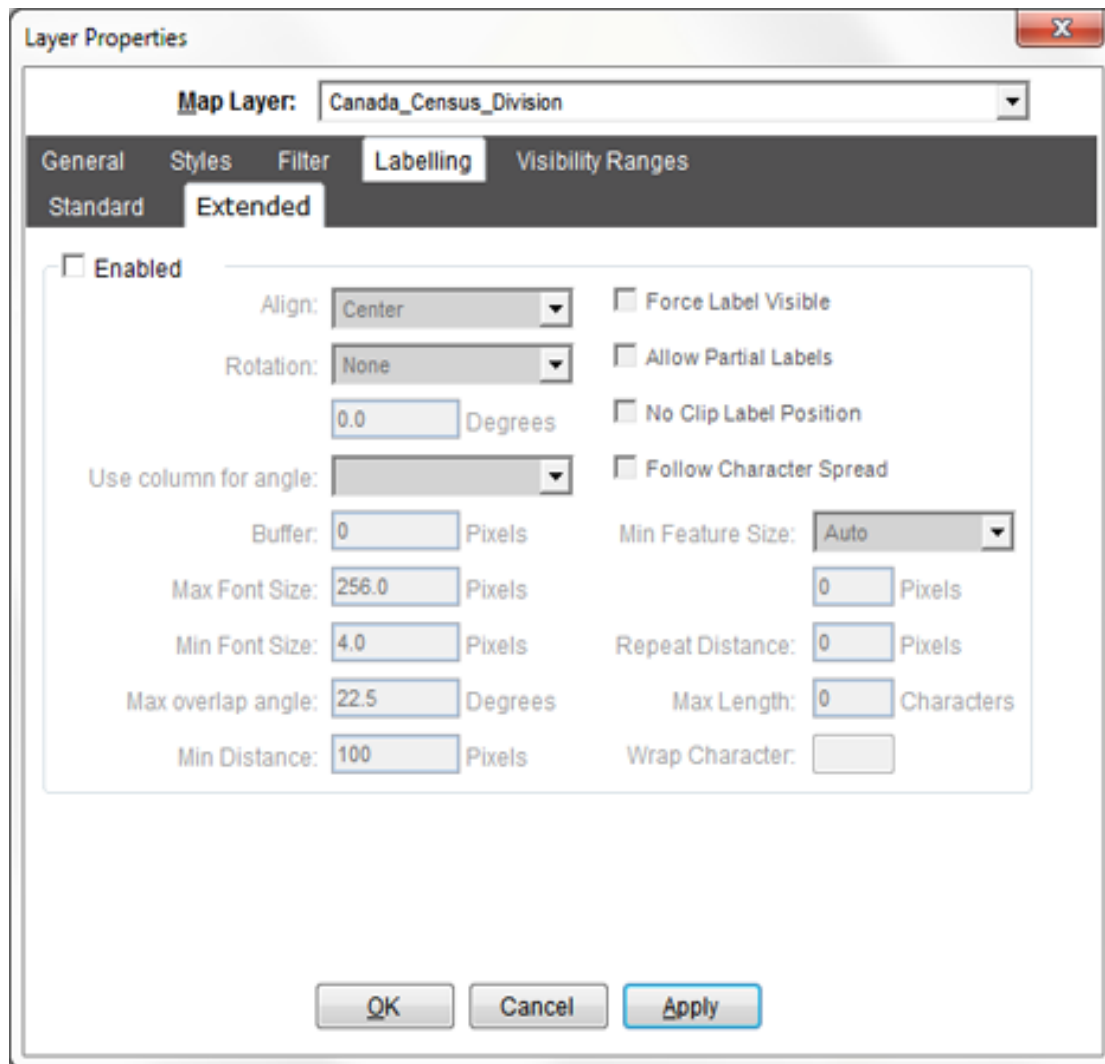 Layer Properties
x
Map Layer: Canada_Census_Division
General Styles Filter Labelling Visibility Ranges
Standard Extended
Enabled
Align: Center Force Label Visible
Rotation: None Allow Partial Labels
0.0 Degrees No Clip Label Position
Use column for angle: Follow Character Spread
Buffer: 0 Pixels Min Feature Size: Auto
Max Font Size: 256.0 Pixels 0 Pixels
Min Font Size: 4.0 Pixels Repeat Distance: 0 Pixels
Max overlap angle: 22.5 Degrees Max Length: 0 Characters
Min Distance: 100 Pixels Wrap Character:
OK Cancel Apply